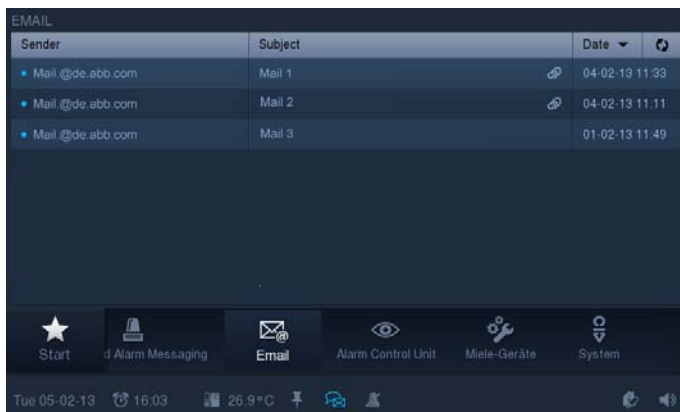 EMAIL
Sender Subject Date
Mail.@de.abb.com Mail 1 04-02-13 11:33
Mail.@de.abb.com Mail 2 04-02-13 11:11
Mail.@de.abb.com Mail 3 01-02-13 11:49
Start d Alarm Messaging Email Alarm Control Unit Miele-Geräte System
Tue 05-02-13 16:03 26.9°C